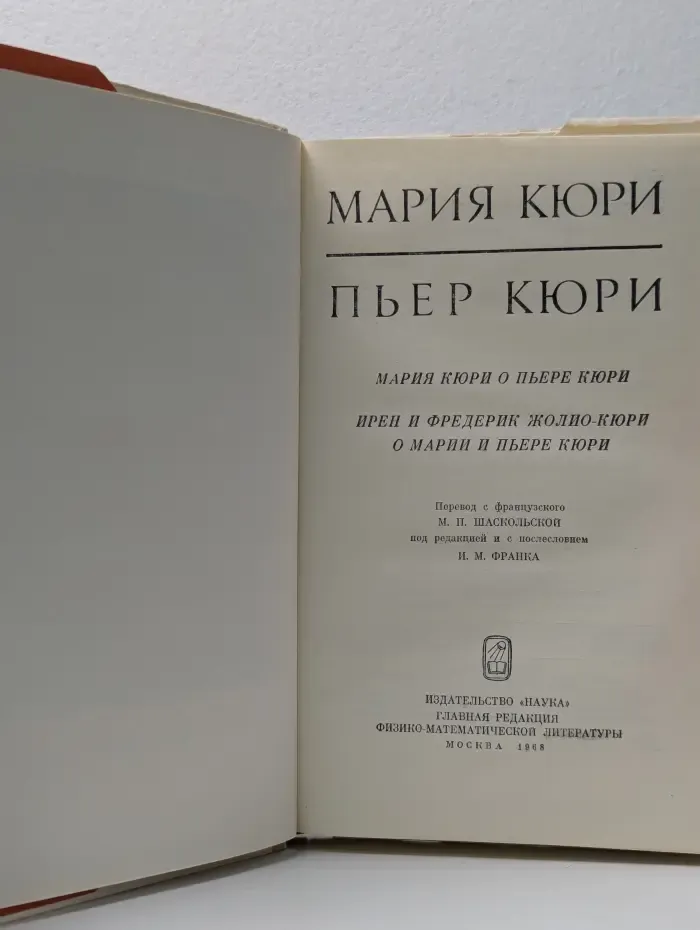 МАРИЯ КЮРИ
ПЬЕР КЮРИ
МАРИЯ КЮРИ О ПЬЕРЕ КЮРИ
ИРЕН И ФРЕДЕРИК ЖОЛИО-КЮРИ
О МАРИИ И ПЬЕРЕ КЮРИ
Перевод с французского
М. П. ШАСКОЛЬСКОЙ
под редакцией и с послесловием
И. М. ФРАНКА
ИЗДАТЕЛЬСТВО «НАУКА»
ГЛАВНАЯ РЕДАКЦИЯ
ФИЗИКО-МАТЕМАТИЧЕСКОЙ ЛИТЕРАТУРЫ
МОСКВА 1968